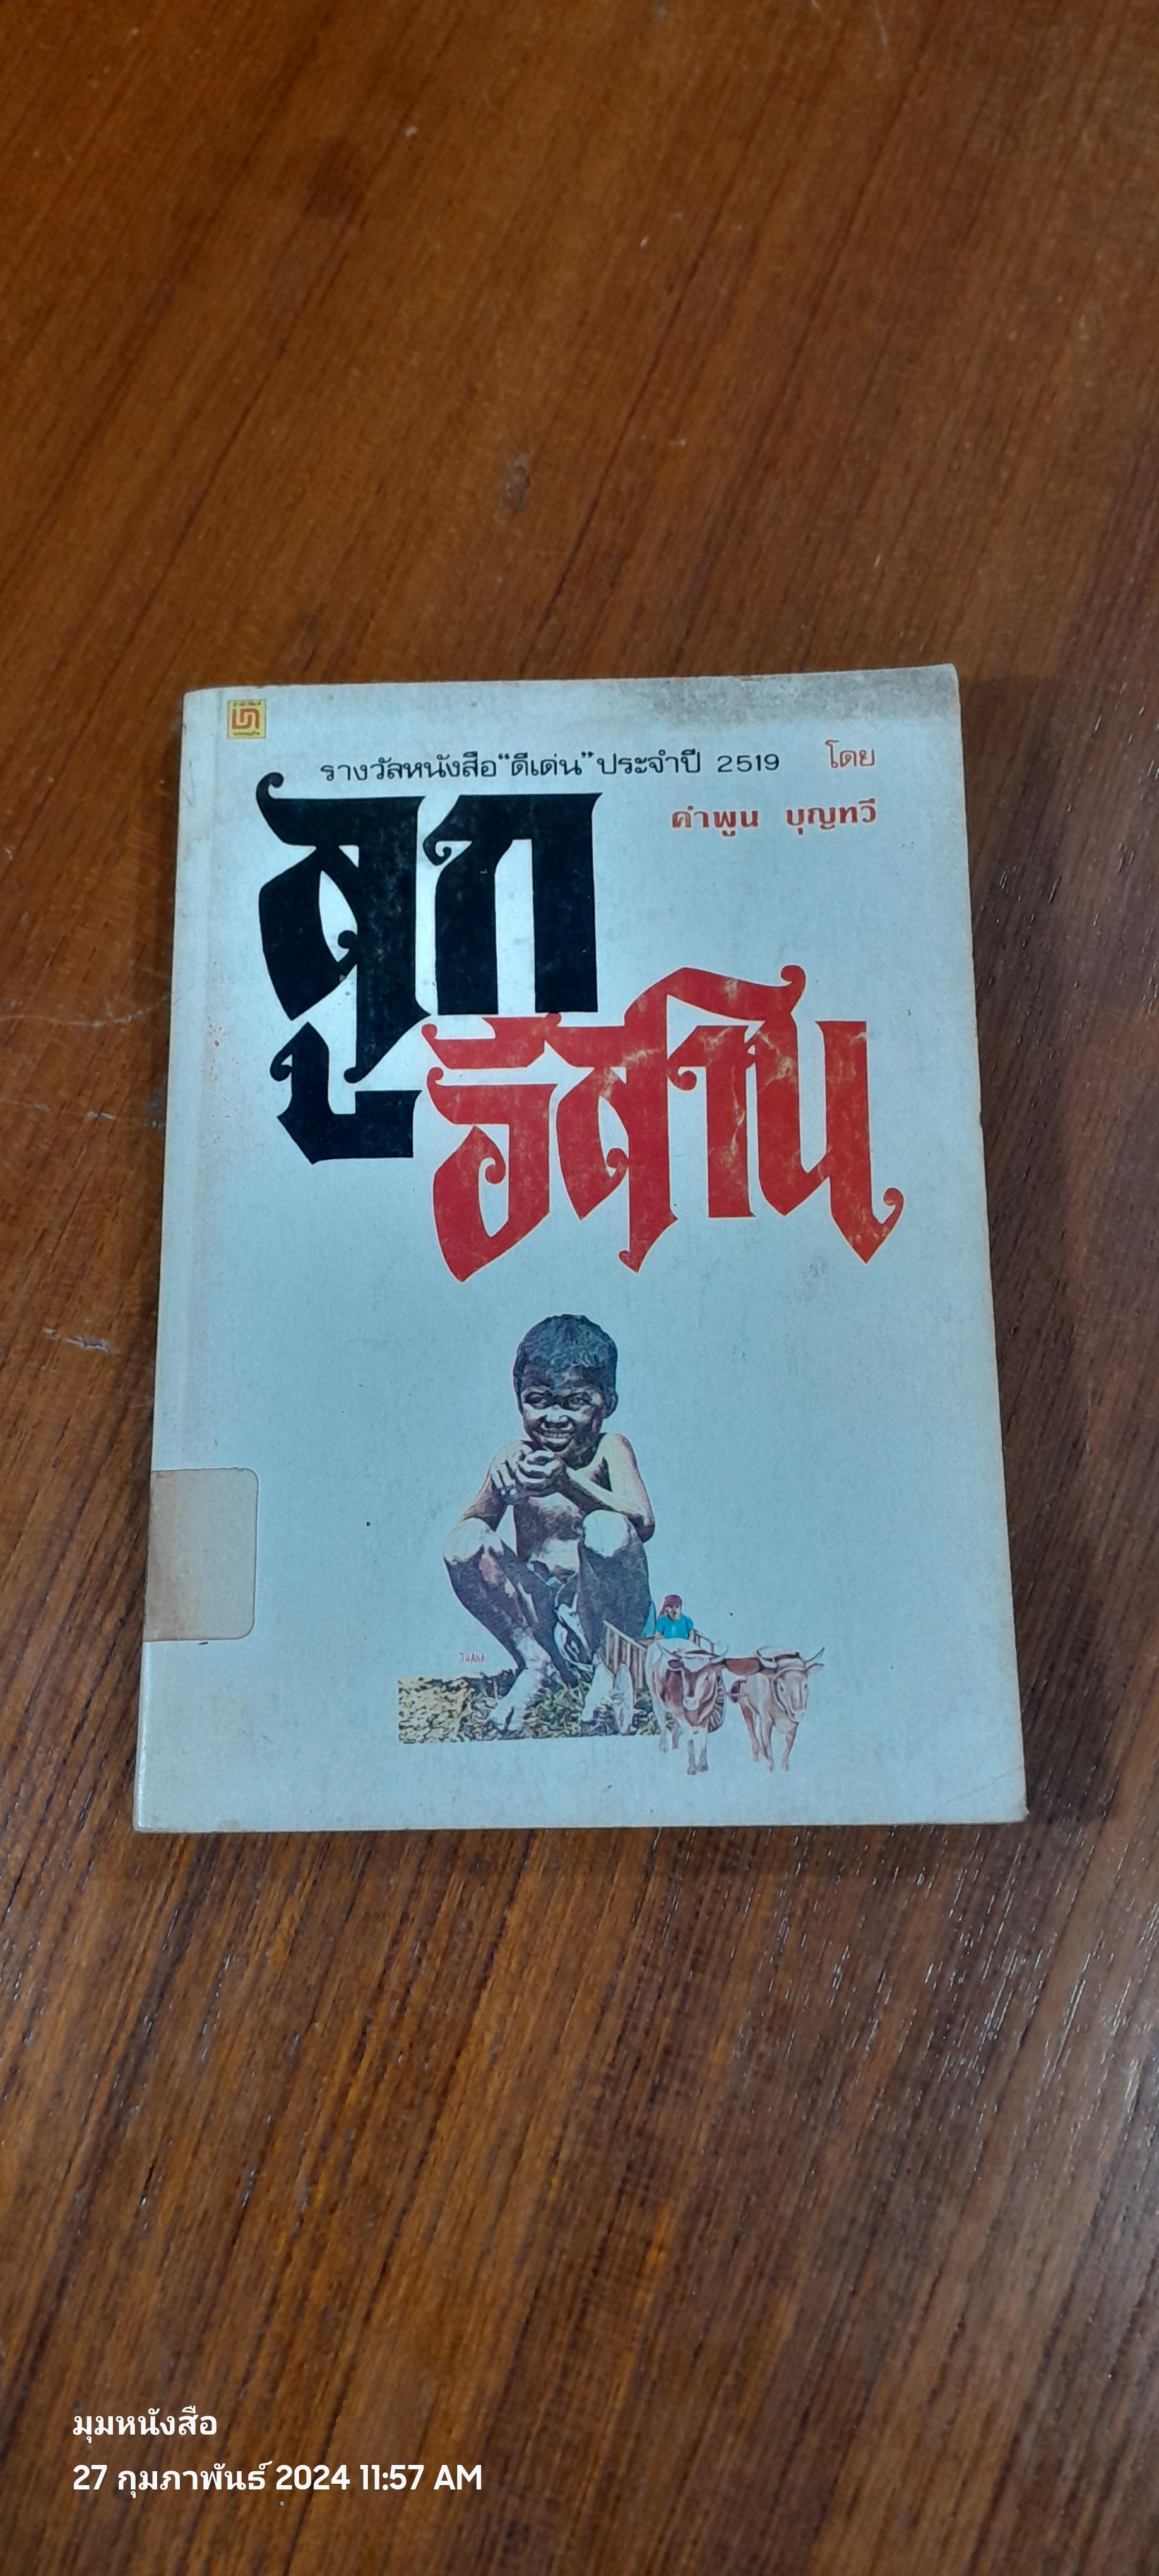 รางวัลหนังสือ“ดีเด่น”ประจำปี 2519 โดย
คำพูน บุญทวี
ลูก
อีสาน
THANA
มุมหนังสือ
27 กุมภาพันธ์ 2024 11:57 AM